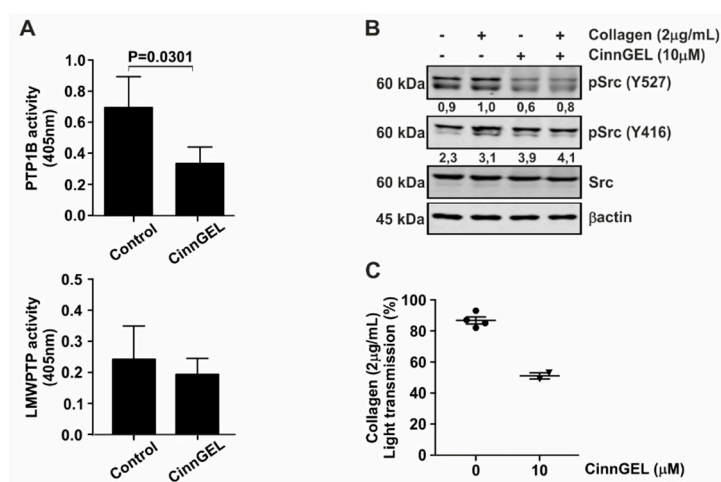 A
P=0.0301
PTP1B activity
(405nm)
1.0
0.8
0.6
0.4
0.2
0.0
Control
CinnGEL
LMWPTP activity
(405nm)
0.5
0.4
0.3
0.2
0.1
0.0
Control
CinnGEL
B
- + - + Collagen (2µg/mL)
- - + + CinnGEL (10µM)
60 kDa pSrc (Y527)
0,9 1,0 0,6 0,8
60 kDa pSrc (Y416)
2,3 3,1 3,9 4,1
60 kDa Src
45 kDa βactin
C
Collagen (2µg/mL)
Light transmission (%)
100
80
60
40
20
0
0 10 CinnGEL (µM)